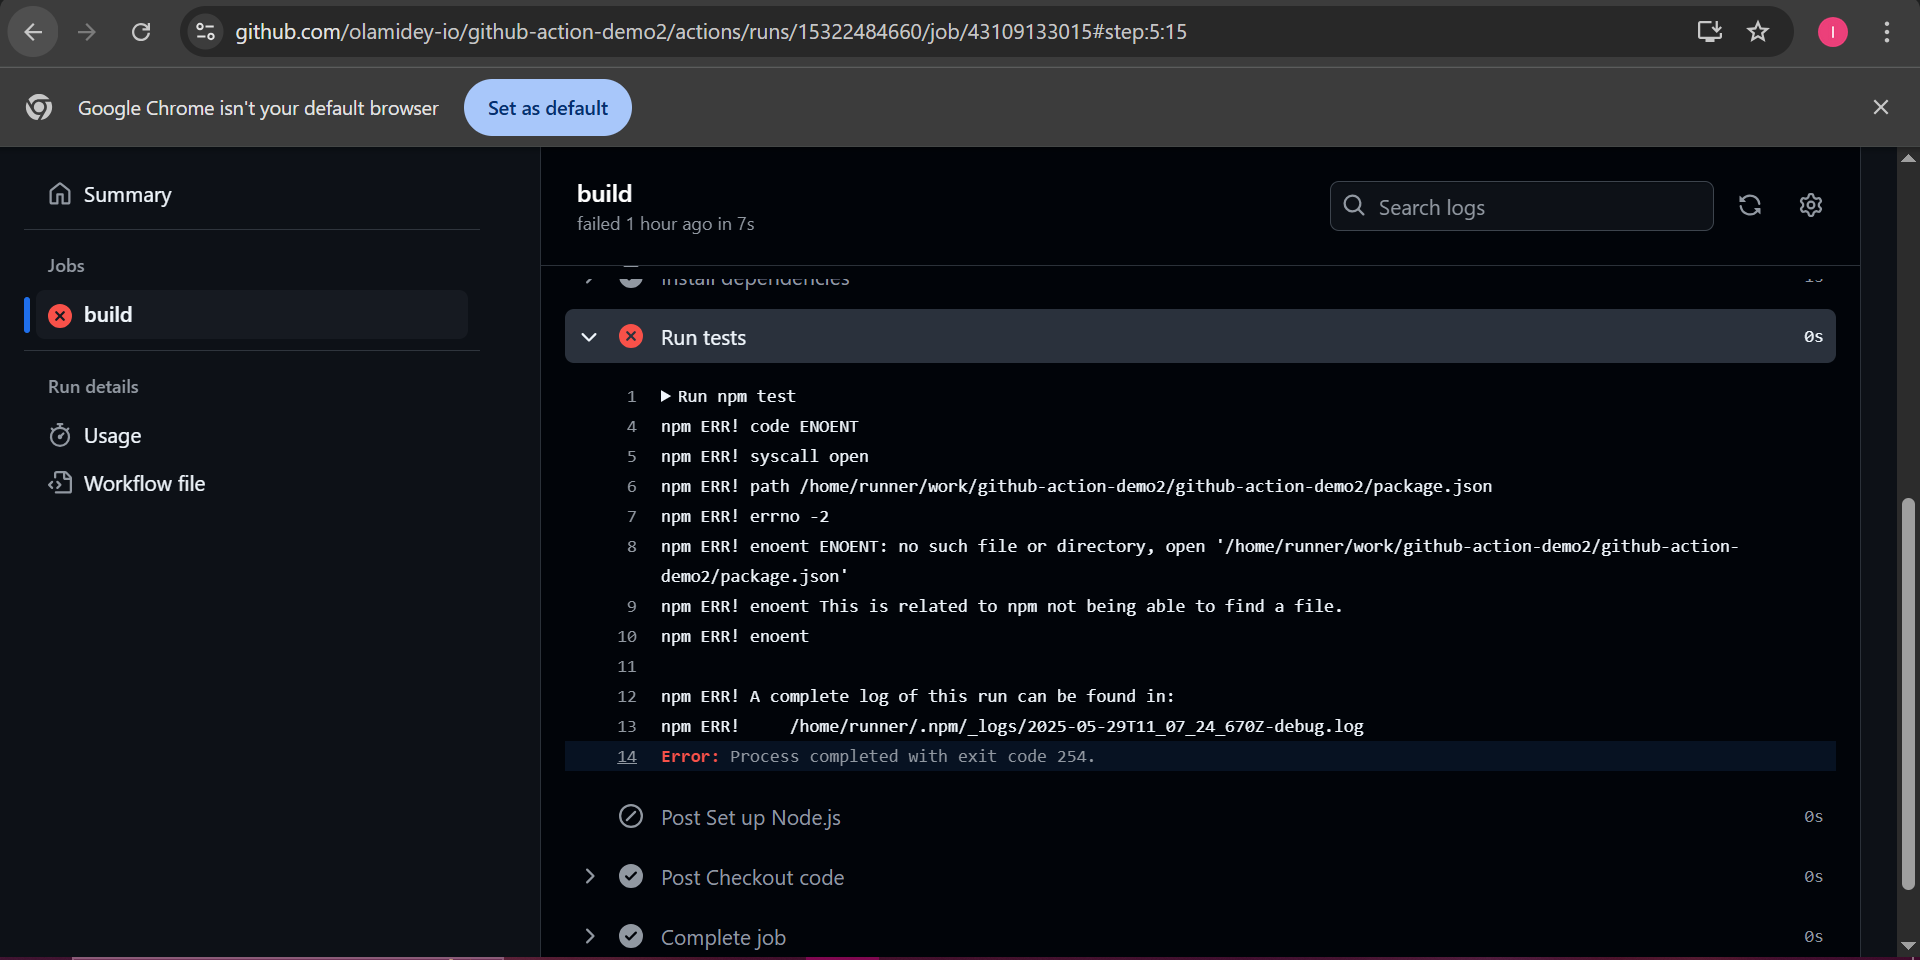 github.com/olamidey-io/github-action-demo2/actions/runs/15322484660/job/43109133015#step:5:15
I
Google Chrome isn't your default browser
Set as default
Summary
Jobs
build
Run details
Usage
Workflow file
build
failed 1 hour ago in 7s
Search logs
Install dependencies 1s
Run tests 0s
1 Run npm test
4 npm ERR! code ENOENT
5 npm ERR! syscall open
6 npm ERR! path /home/runner/work/github-action-demo2/github-action-demo2/package.json
7 npm ERR! errno -2
8 npm ERR! enoent ENOENT: no such file or directory, open '/home/runner/work/github-action-demo2/github-action-
demo2/package.json'
9 npm ERR! enoent This is related to npm not being able to find a file.
10 npm ERR! enoent
11
12 npm ERR! A complete log of this run can be found in:
13 npm ERR!     /home/runner/.npm/_logs/2025-05-29T11_07_24_670Z-debug.log
14 Error: Process completed with exit code 254.
Post Set up Node.js 0s
Post Checkout code 0s
Complete job 0s